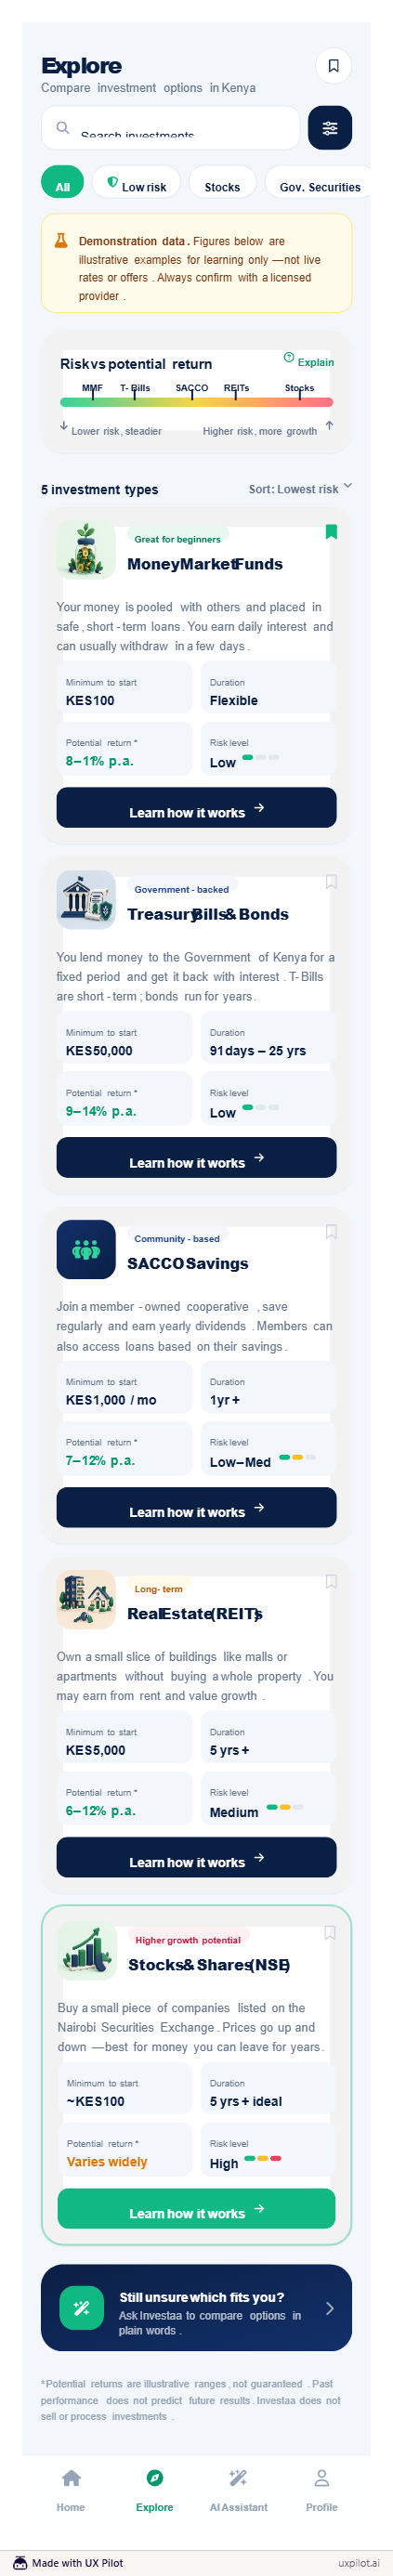 Explore
Compare investment options in Kenya
Search investments
All
Low risk
Stocks
Gov. Securities
Demonstration data. Figures below are
illustrative examples for learning only — not live
rates or offers. Always confirm with a licensed
provider.
Risk vs potential return
Explain
MMF
T-Bills
SACCO
REITs
Stocks
Lower risk, steadier
Higher risk, more growth
5 investment types
Sort: Lowest risk
Great for beginners
Money Market Funds
Your money is pooled with others and placed in
safe, short-term loans. You earn daily interest and
can usually withdraw in a few days.
Minimum to start
Duration
KES 100
Flexible
Potential return*
Risk level
8–11% p.a.
Low
Learn how it works
Government-backed
Treasury Bills & Bonds
You lend money to the Government of Kenya for a
fixed period and get it back with interest. T-Bills
are short-term; bonds run for years.
Minimum to start
Duration
KES 50,000
91 days – 25 yrs
Potential return*
Risk level
9–14% p.a.
Low
Learn how it works
Community-based
SACCO Savings
Join a member-owned cooperative, save
regularly and earn yearly dividends. Members can
also access loans based on their savings.
Minimum to start
Duration
KES 1,000 / mo
1 yr+
Potential return*
Risk level
7–12% p.a.
Low–Med
Learn how it works
Long-term
Real Estate (REITs)
Own a small slice of buildings like malls or
apartments without buying a whole property. You
may earn from rent and value growth.
Minimum to start
Duration
KES 5,000
5 yrs+
Potential return*
Risk level
6–12% p.a.
Medium
Learn how it works
Higher growth potential
Stocks & Shares (NSE)
Buy a small piece of companies listed on the
Nairobi Securities Exchange. Prices go up and
down — best for money you can leave for years.
Minimum to start
Duration
~KES 100
5 yrs+ ideal
Potential return*
Risk level
Varies widely
High
Learn how it works
Still unsure which fits you?
Ask Investaa to compare options in
plain words.
*Potential returns are illustrative ranges, not guaranteed. Past
performance does not predict future results. Investaa does not
sell or process investments.
Home
Explore
AI Assistant
Profile
Made with UX Pilot
uxpilot.ai